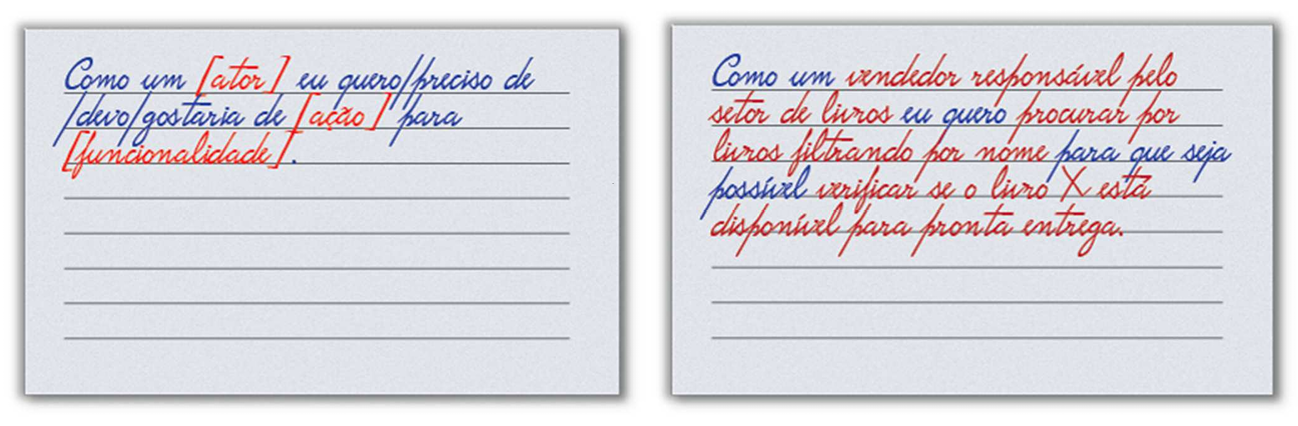 Como um [ator] eu quero/preciso de
/devo/gostaria de [ação] para
[funcionalidade].
Como um vendedor responsável pelo
setor de livros eu quero procurar por
livros filtrando por nome para que seja
possível verificar se o livro X está
disponível para pronta entrega.